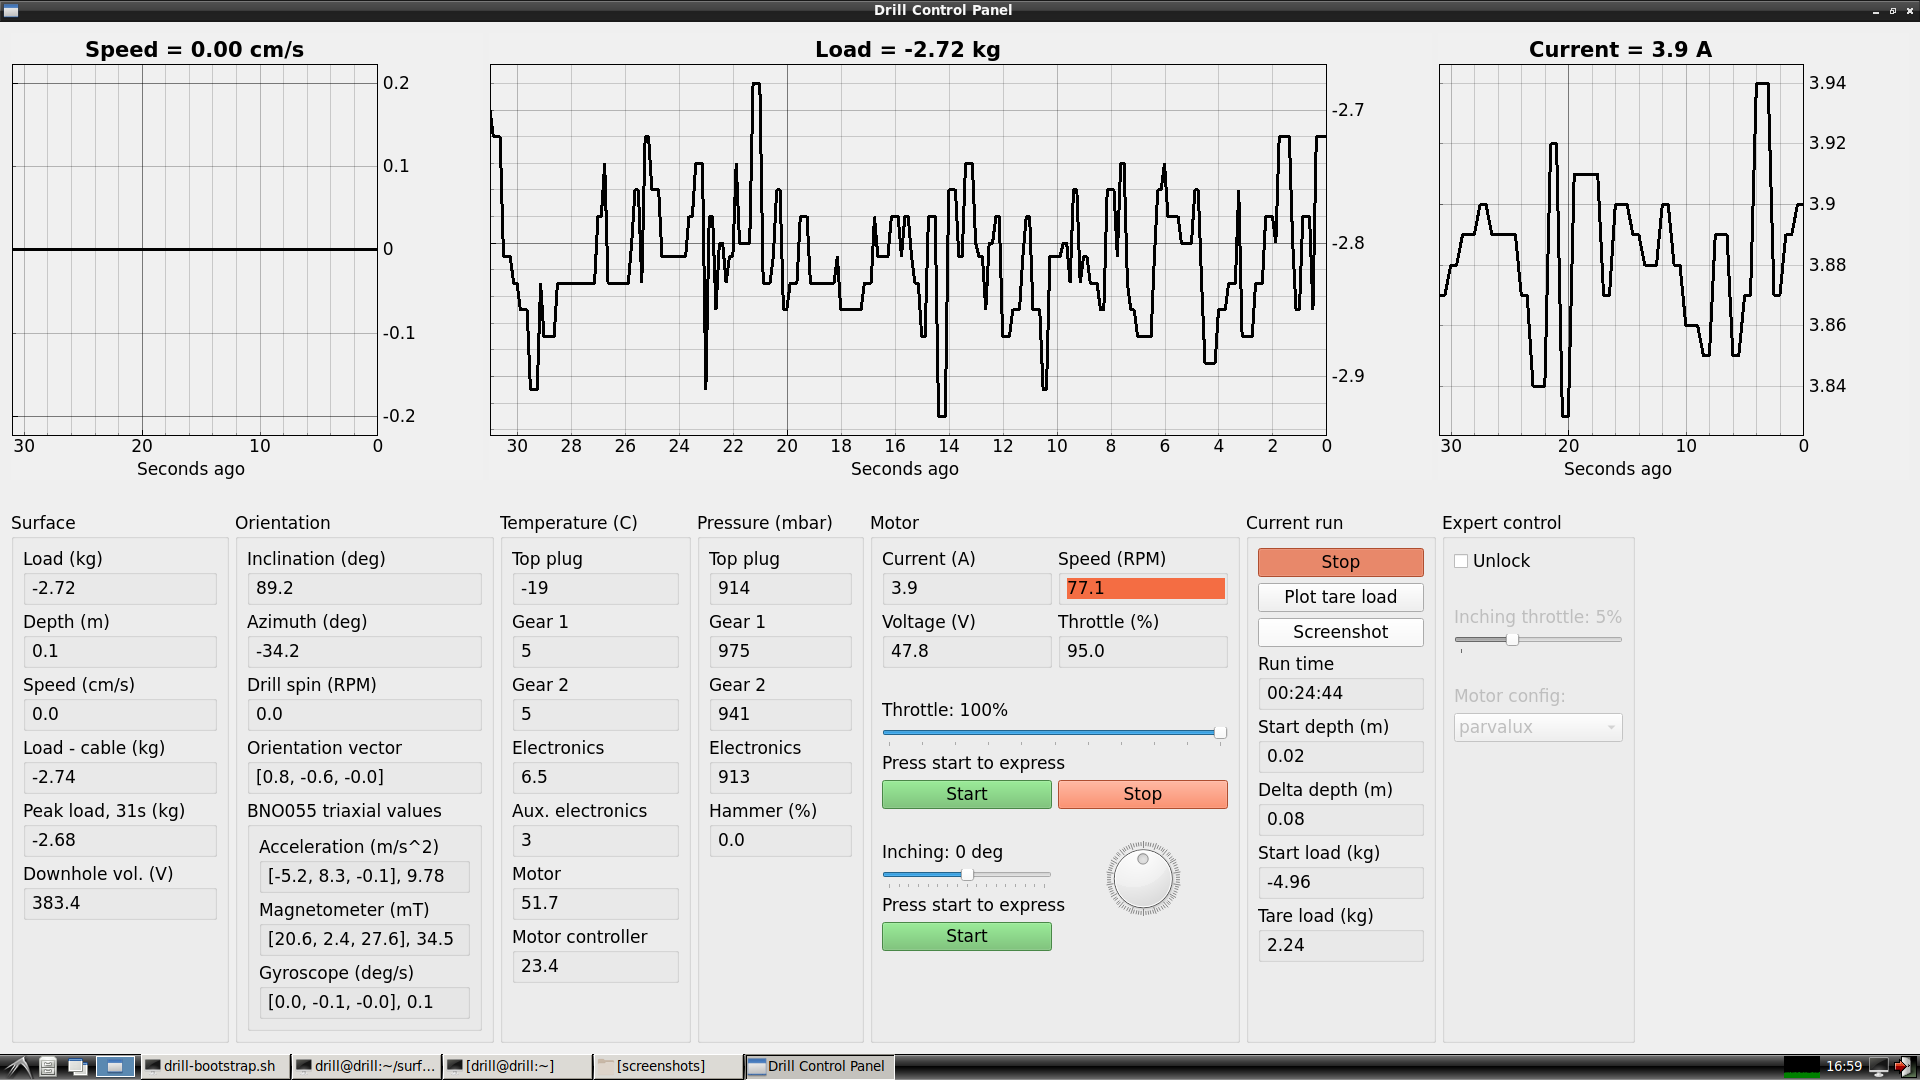 Drill Control Panel
Speed = 0.00 cm/s
0.2
0.1
0
-0.1
-0.2
30 20 10 0
Seconds ago
Load = -2.72 kg
-2.7
-2.8
-2.9
30 28 26 24 22 20 18 16 14 12 10 8 6 4 2 0
Seconds ago
Current = 3.9 A
3.94
3.92
3.9
3.88
3.86
3.84
30 20 10 0
Seconds ago
Surface
Load (kg)
-2.72
Depth (m)
0.1
Speed (cm/s)
0.0
Load - cable (kg)
-2.74
Peak load, 31s (kg)
-2.68
Downhole vol. (V)
383.4
Orientation
Inclination (deg)
89.2
Azimuth (deg)
-34.2
Drill spin (RPM)
0.0
Orientation vector
[0.8, -0.6, -0.0]
BNO055 triaxial values
Acceleration (m/s^2)
[-5.2, 8.3, -0.1], 9.78
Magnetometer (mT)
[20.6, 2.4, 27.6], 34.5
Gyroscope (deg/s)
[0.0, -0.1, -0.0], 0.1
Temperature (C)
Top plug
-19
Gear 1
5
Gear 2
5
Electronics
6.5
Aux. electronics
3
Motor
51.7
Motor controller
23.4
Pressure (mbar)
Top plug
914
Gear 1
975
Gear 2
941
Electronics
913
Hammer (%)
0.0
Motor
Current (A)
3.9
Speed (RPM)
77.1
Voltage (V)
47.8
Throttle (%)
95.0
Throttle: 100%
Press start to express
Start
Stop
Inching: 0 deg
Press start to express
Start
Current run
Stop
Plot tare load
Screenshot
Run time
00:24:44
Start depth (m)
0.02
Delta depth (m)
0.08
Start load (kg)
-4.96
Tare load (kg)
2.24
Expert control
Unlock
Inching throttle: 5%
Motor config:
parvalux
drill-bootstrap.sh
drill@drill:~/surf...
[drill@drill:~]
[screenshots]
Drill Control Panel
16:59